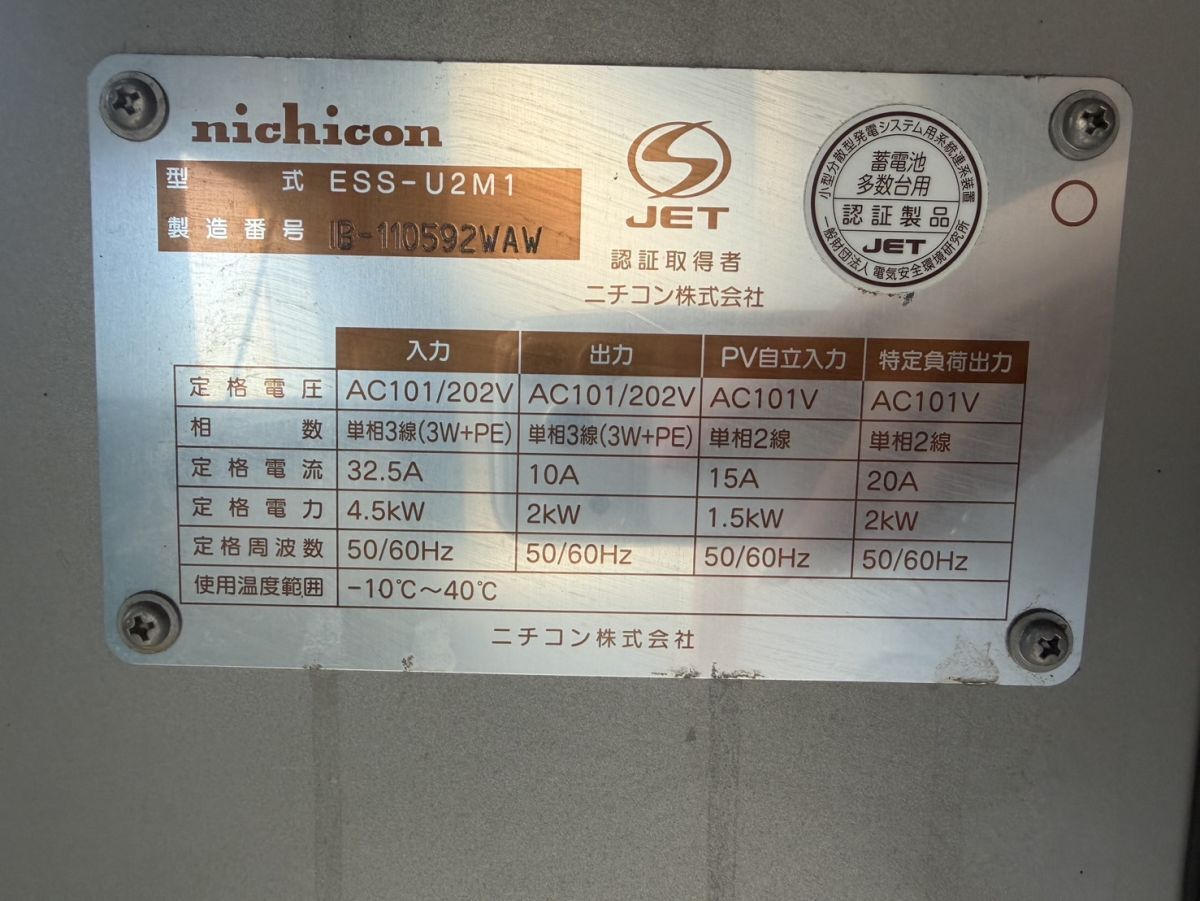 nichicon
型式 ESS-U2M1
製造番号 IB-110592WAW
JET
認証取得者
ニチコン株式会社
小型分散型発電システム用系統連系装置
蓄電池
多数台用
認証製品
JET
一般財団法人 電気安全環境研究所
入力 出力 PV自立入力 特定負荷出力
定格電圧 AC101/202V AC101/202V AC101V AC101V
相数 単相3線(3W+PE) 単相3線(3W+PE) 単相2線 単相2線
定格電流 32.5A 10A 15A 20A
定格電力 4.5kW 2kW 1.5kW 2kW
定格周波数 50/60Hz 50/60Hz 50/60Hz 50/60Hz
使用温度範囲 -10℃～40℃
ニチコン株式会社